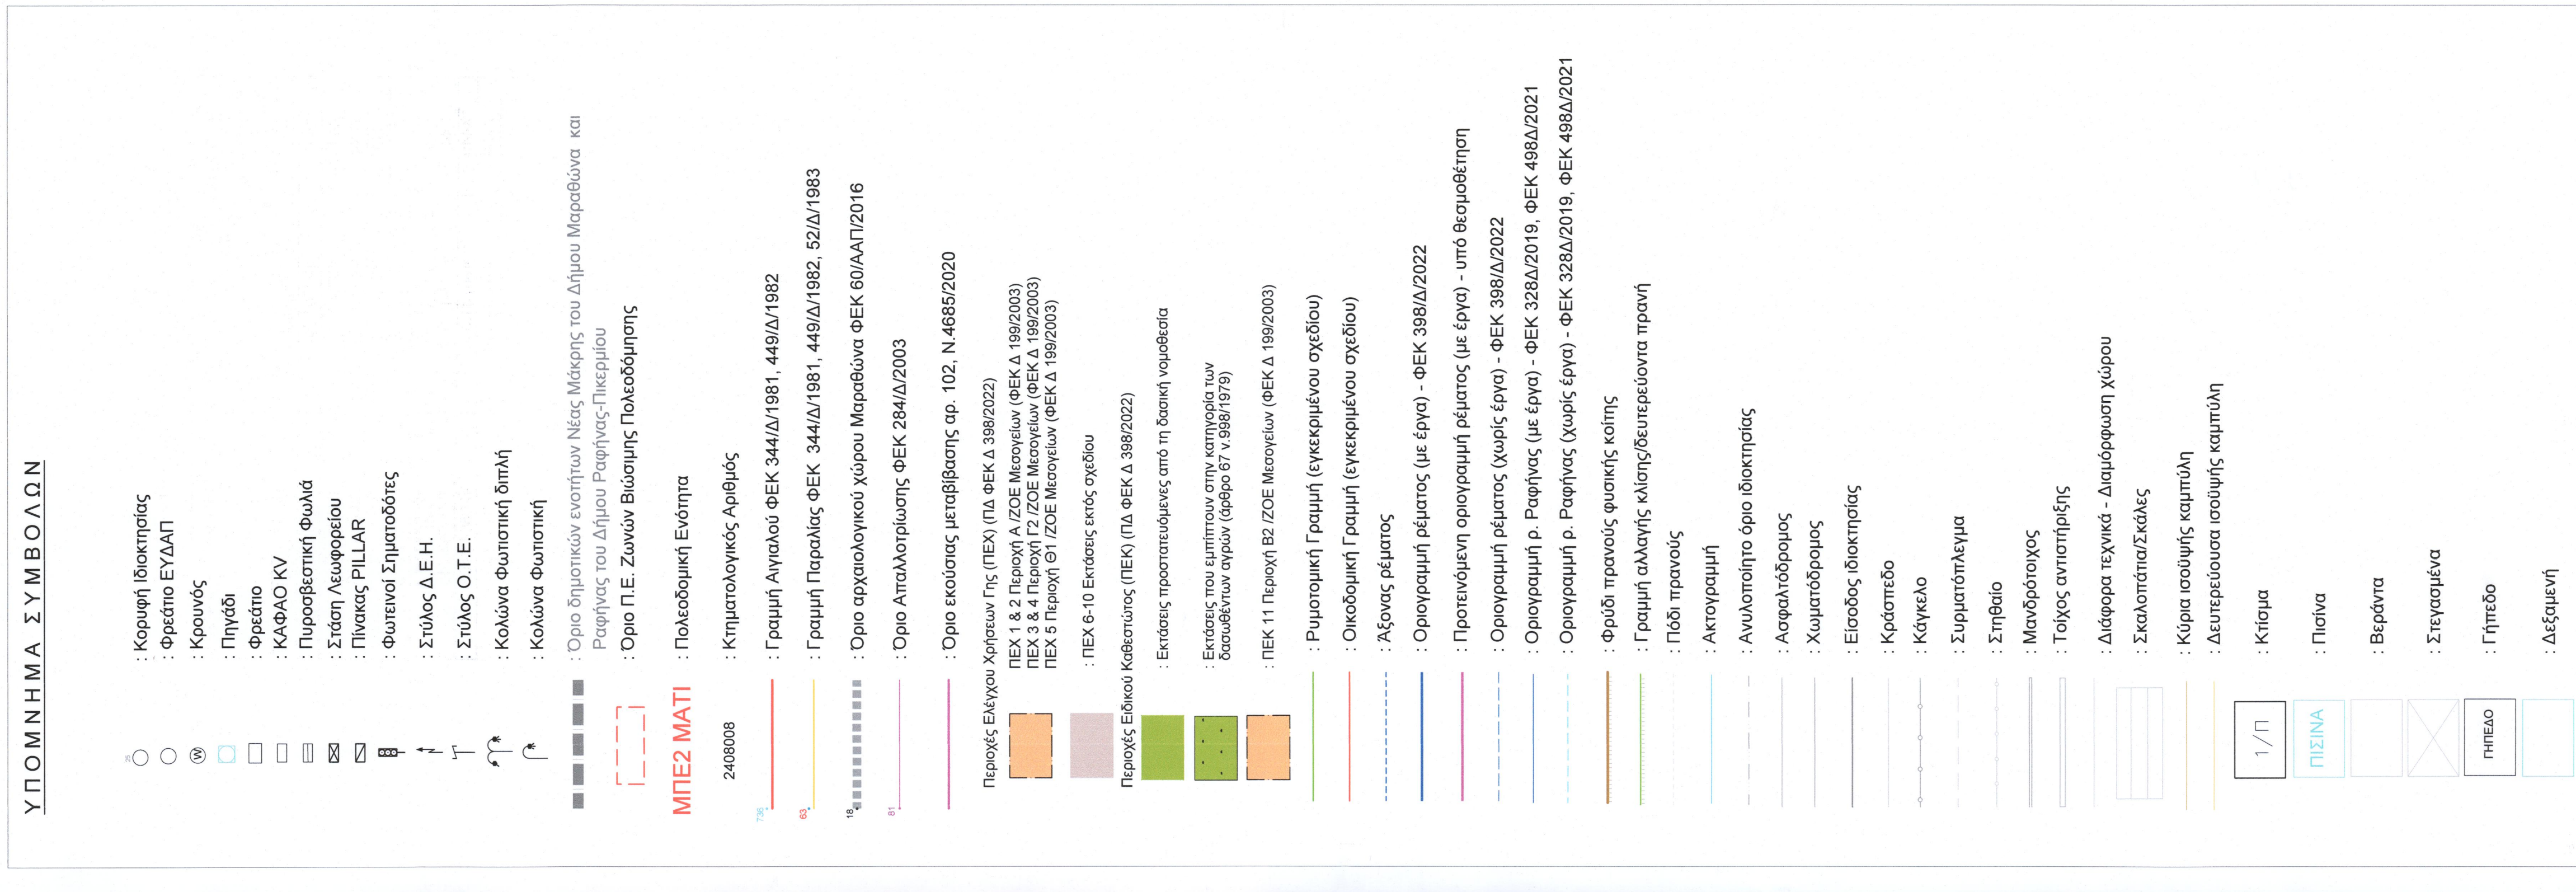 ΥΠΟΜΝΗΜΑ ΣΥΜΒΟΛΩΝ
25 : Κορυφή Ιδιοκτησίας
: Φρεάτιο ΕΥΔΑΠ
W : Κρουνός
: Πηγάδι
: Φρεάτιο
: ΚΑΦΑΟ KV
: Πυροσβεστική Φωλιά
: Στάση Λεωφορείου
: Πίνακας PILLAR
: Φωτεινοί Σηματοδότες
: Στύλος Δ.Ε.Η.
: Στύλος Ο.Τ.Ε.
: Κολώνα Φωτιστική διπλή
: Κολώνα Φωτιστική
: Όριο δημοτικών ενοτήτων Νέας Μάκρης του Δήμου Μαραθώνα και
Ραφήνας του Δήμου Ραφήνας-Πικερμίου
: Όριο Π.Ε. Ζωνών Βιώσιμης Πολεοδόμησης
ΜΠΕ2 ΜΑΤΙ : Πολεοδομική Ενότητα
2408008 : Κτηματολογικός Αριθμός
736 : Γραμμή Αιγιαλού ΦΕΚ 344/Δ/1981, 449/Δ/1982
63 : Γραμμή Παραλίας ΦΕΚ 344/Δ/1981, 449/Δ/1982, 52/Δ/1983
18 : Όριο αρχαιολογικού χώρου Μαραθώνα ΦΕΚ 60/ΑΑΠ/2016
81 : Όριο Απαλλοτρίωσης ΦΕΚ 284/Δ/2003
: Όριο εκούσιας μεταβίβασης αρ. 102, Ν.4685/2020
Περιοχές Ελέγχου Χρήσεων Γης (ΠΕΧ) (ΠΔ ΦΕΚ Δ 398/2022)
ΠΕΧ 1 & 2 Περιοχή Α /ΖΟΕ Μεσογείων (ΦΕΚ Δ 199/2003)
ΠΕΧ 3 & 4 Περιοχή Γ2 /ΖΟΕ Μεσογείων (ΦΕΚ Δ 199/2003)
ΠΕΧ 5 Περιοχή Θ1 /ΖΟΕ Μεσογείων (ΦΕΚ Δ 199/2003)
: ΠΕΧ 6-10 Εκτάσεις εκτός σχεδίου
Περιοχές Ειδικού Καθεστώτος (ΠΕΚ) (ΠΔ ΦΕΚ Δ 398/2022)
: Εκτάσεις προστατευόμενες από τη δασική νομοθεσία
: Εκτάσεις που εμπίπτουν στην κατηγορία των
δασωθέντων αγρών (άρθρο 67 ν.998/1979)
: ΠΕΚ 11 Περιοχή Β2 /ΖΟΕ Μεσογείων (ΦΕΚ Δ 199/2003)
: Ρυμοτομική Γραμμή (εγκεκριμένου σχεδίου)
: Οικοδομική Γραμμή (εγκεκριμένου σχεδίου)
: Άξονας ρέματος
: Οριογραμμή ρέματος (με έργα) - ΦΕΚ 398/Δ/2022
: Προτεινόμενη οριογραμμή ρέματος (με έργα) - υπό θεσμοθέτηση
: Οριογραμμή ρέματος (χωρίς έργα) - ΦΕΚ 398/Δ/2022
: Οριογραμμή ρ. Ραφήνας (με έργα) - ΦΕΚ 328Δ/2019, ΦΕΚ 498Δ/2021
: Οριογραμμή ρ. Ραφήνας (χωρίς έργα) - ΦΕΚ 328Δ/2019, ΦΕΚ 498Δ/2021
: Φρύδι πρανούς φυσικής κοίτης
: Γραμμή αλλαγής κλίσης/δευτερεύοντα πρανή
: Πόδι πρανούς
: Ακτογραμμή
: Ανυλοποίητο όριο ιδιοκτησίας
: Ασφαλτόδρομος
: Χωματόδρομος
: Είσοδος ιδιοκτησίας
: Κράσπεδο
: Κάγκελο
: Συρματόπλεγμα
: Στηθαίο
: Μανδρότοιχος
: Τοίχος αντιστήριξης
: Διάφορα τεχνικά - Διαμόρφωση χώρου
: Σκαλοπάτια/Σκάλες
: Κύρια ισοϋψής καμπύλη
: Δευτερεύουσα ισοϋψής καμπύλη
1/Π : Κτίσμα
ΠΙΣΙΝΑ : Πισίνα
: Βεράντα
: Στεγασμένα
ΓΗΠΕΔΟ : Γήπεδο
: Δεξαμενή